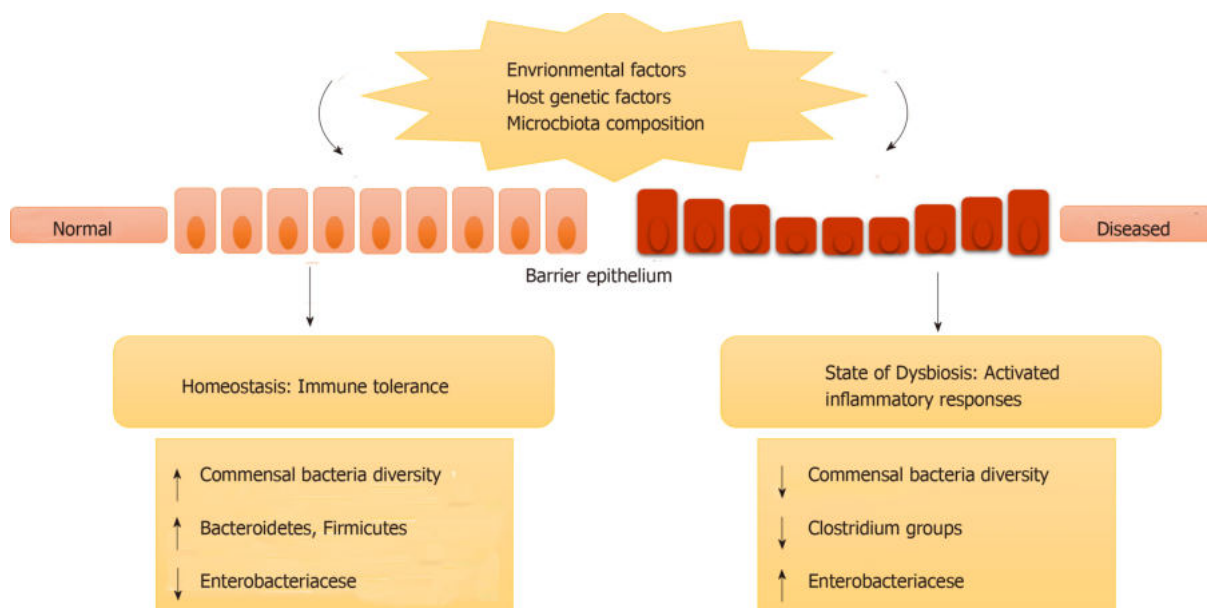 Envrionmental factors
Host genetic factors
Microcbiota composition
Normal
Diseased
Barrier epithelium
Homeostasis: Immune tolerance
↑ Commensal bacteria diversity
↑ Bacteroidetes, Firmicutes
↓ Enterobacteriacese
State of Dysbiosis: Activated
inflammatory responses
↓ Commensal bacteria diversity
↓ Clostridium groups
↑ Enterobacteriacese